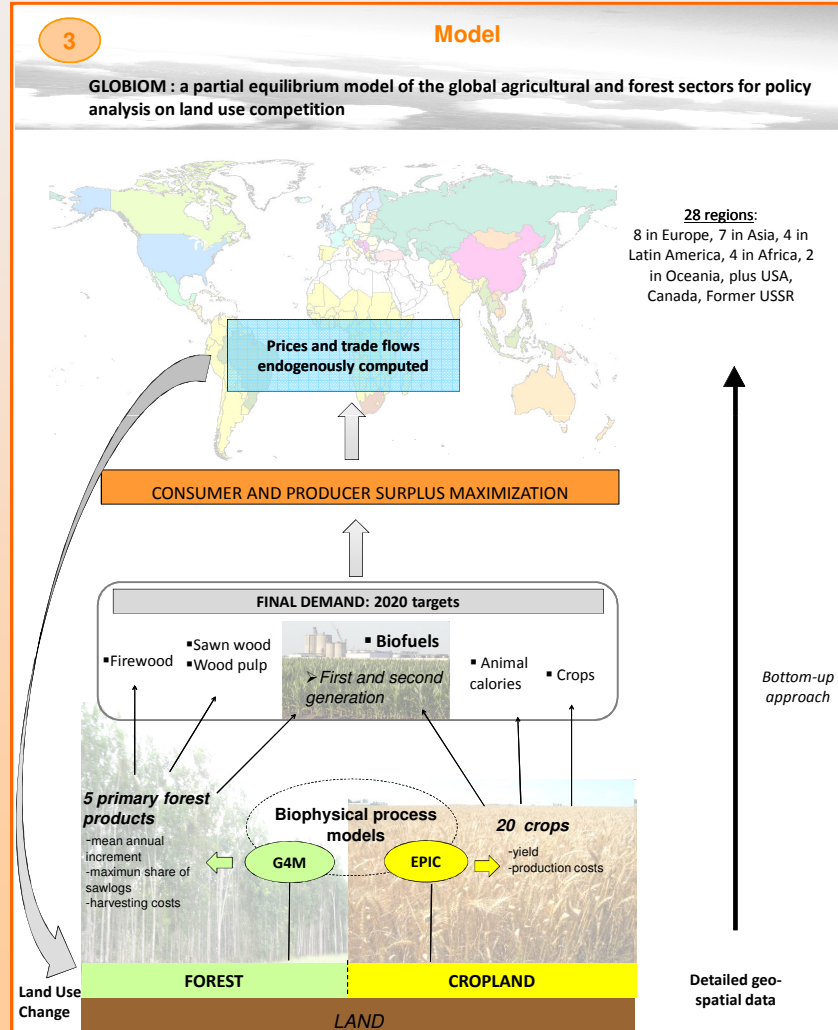 3
Model
GLOBIOM : a partial equilibrium model of the global agricultural and forest sectors for policy
analysis on land use competition
28 regions:
8 in Europe, 7 in Asia, 4 in
Latin America, 4 in Africa, 2
in Oceania, plus USA,
Canada, Former USSR
Prices and trade flows
endogenously computed
CONSUMER AND PRODUCER SURPLUS MAXIMIZATION
FINAL DEMAND: 2020 targets
▪Firewood
▪Sawn wood
▪Wood pulp
▪ Biofuels
➢First and second
generation
▪ Animal
calories
▪ Crops
Bottom-up
approach
5 primary forest
products
-mean annual
increment
-maximun share of
sawlogs
-harvesting costs
Biophysical process
models
G4M
EPIC
20 crops
-yield
-production costs
FOREST
CROPLAND
Land Use
Change
LAND
Detailed geo-
spatial data